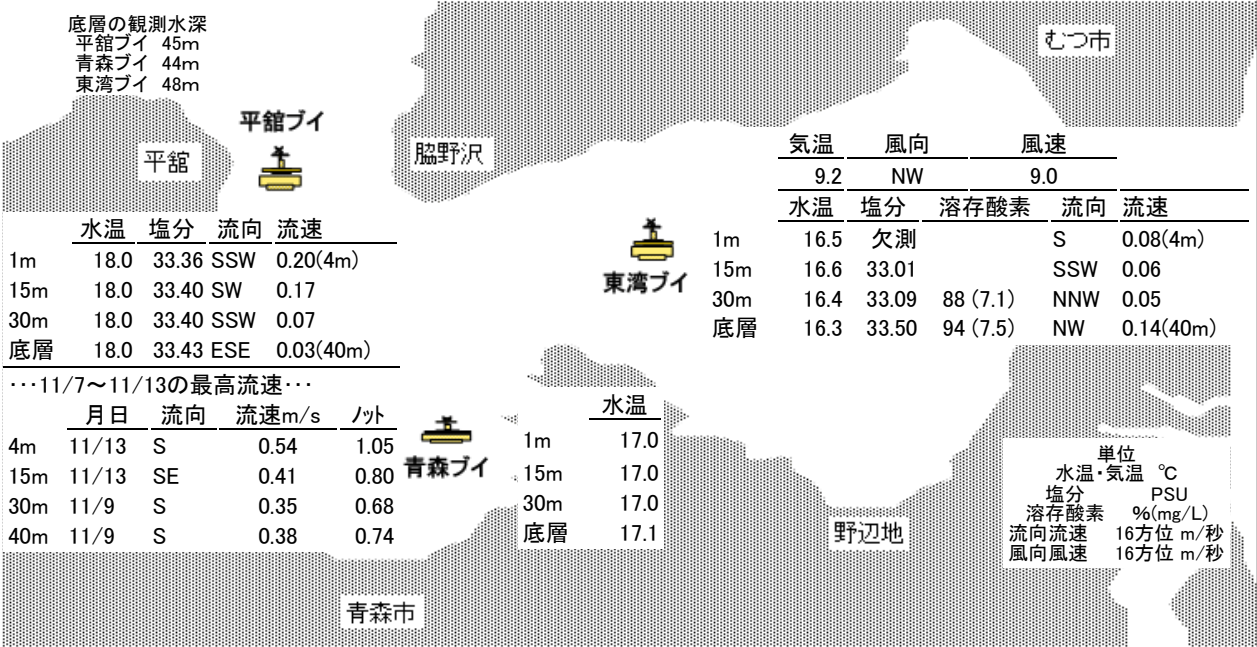 底層の観測水深
平舘ブイ 45m
青森ブイ 44m
東湾ブイ 48m
むつ市
平舘ブイ
平舘
脇野沢
気温 風向 風速
9.2 NW 9.0
水温 塩分 溶存酸素 流向 流速
1m 16.5 欠測 S 0.08(4m)
15m 16.6 33.01 SSW 0.06
30m 16.4 33.09 88 (7.1) NNW 0.05
底層 16.3 33.50 94 (7.5) NW 0.14(40m)
東湾ブイ
水温 塩分 流向 流速
1m 18.0 33.36 SSW 0.20(4m)
15m 18.0 33.40 SW 0.17
30m 18.0 33.40 SSW 0.07
底層 18.0 33.43 ESE 0.03(40m)
･･･11/7～11/13の最高流速･･･
月日 流向 流速m/s ノット
4m 11/13 S 0.54 1.05
15m 11/13 SE 0.41 0.80
30m 11/9 S 0.35 0.68
40m 11/9 S 0.38 0.74
青森ブイ
水温
1m 17.0
15m 17.0
30m 17.0
底層 17.1
単位
水温・気温 ℃
塩分 PSU
溶存酸素 %(mg/L)
流向流速 16方位 m/秒
風向風速 16方位 m/秒
野辺地
青森市